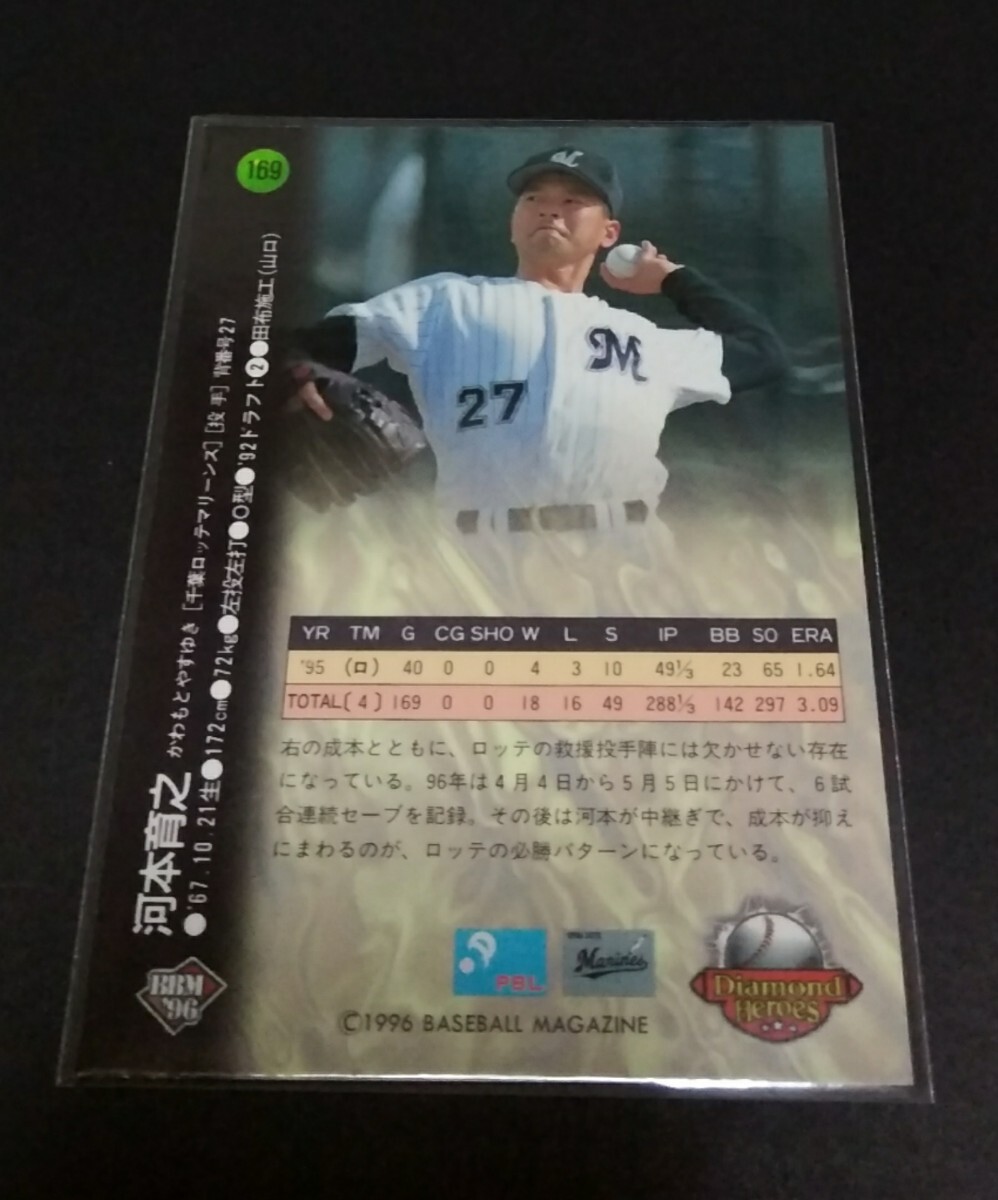 169
河本育之 かわもとやすゆき [千葉ロッテマリーンズ] [投手] 背番号27
●'67.10.21生●172cm●72kg●左投左打●O型●'92ドラフト❷●田布施工(山口)
M
M
27
YR TM G CG SHO W L S IP BB SO ERA
'95 (ロ) 40 0 0 4 3 10 49⅓ 23 65 1.64
TOTAL(4) 169 0 0 18 16 49 288⅓ 142 297 3.09
右の成本とともに、ロッテの救援投手陣には欠かせない存在
になっている。96年は4月4日から5月5日にかけて、6試
合連続セーブを記録。その後は河本が中継ぎで、成本が抑え
にまわるのが、ロッテの必勝パターンになっている。
BBM
'96
PBL
Marines
Diamond
Heroes
©1996 BASEBALL MAGAZINE